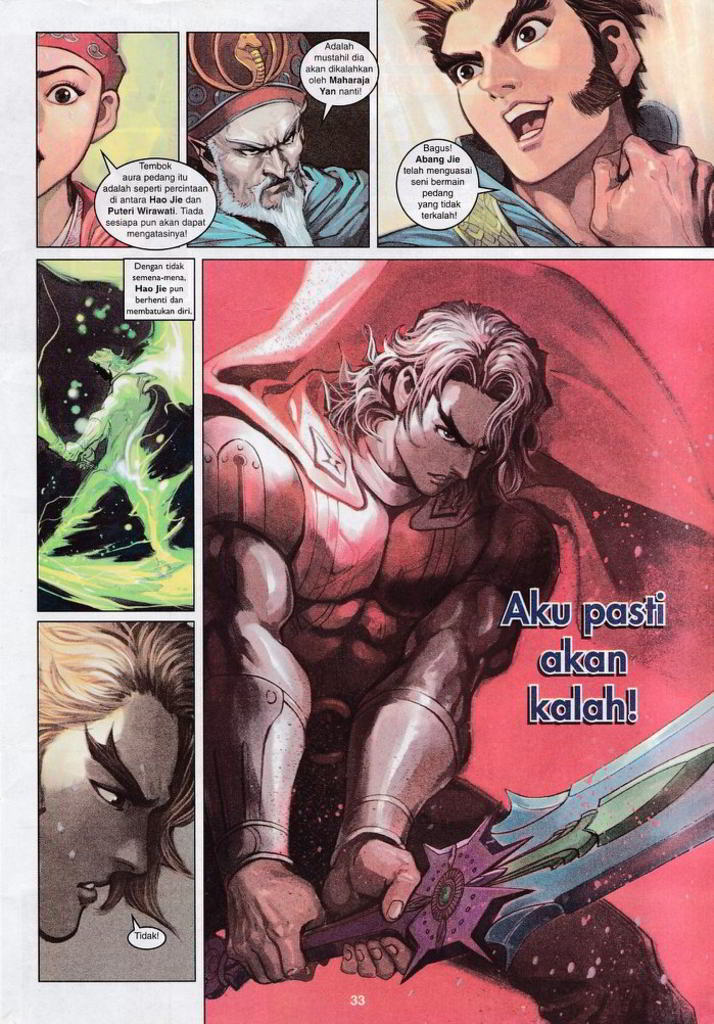 Tembok
aura pedang itu
adalah seperti percintaan
di antara Hao Jie dan
Puteri Wirawati. Tiada
sesiapa pun akan dapat
mengatasinya!
Adalah
mustahil dia
akan dikalahkan
oleh Maharaja
Yan nanti!
Bagus!
Abang Jie
telah menguasai
seni bermain
pedang
yang tidak
terkalah!
Dengan tidak
semena-mena,
Hao Jie pun
berhenti dan
membatukan diri.
Tidak!
Aku pasti
akan
kalah!
33